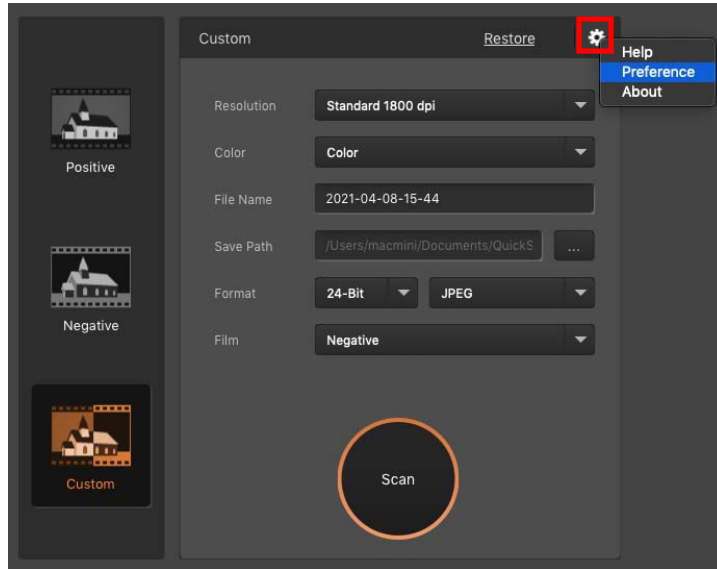 Custom
Restore
Help
Preference
About
Positive
Negative
Custom
Resolution
Standard 1800 dpi
Color
Color
File Name
2021-04-08-15-44
Save Path
/Users/macmini/Documents/QuickS
...
Format
24-Bit
JPEG
Film
Negative
Scan